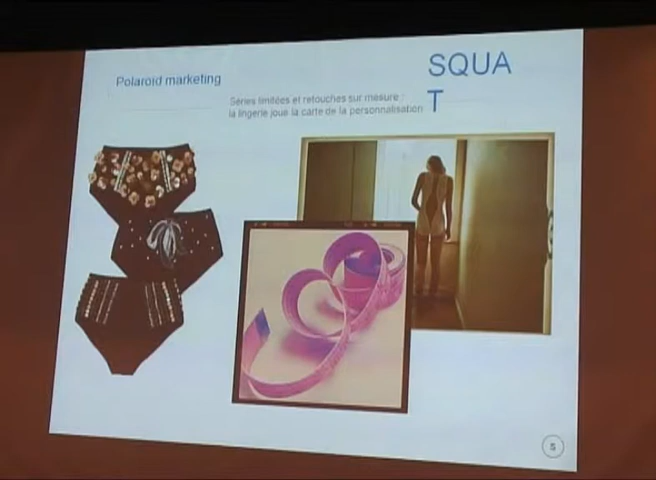 Polaroid marketing
SQUA
T
Séries limitées et retouches sur mesure :
la lingerie joue la carte de la personnalisation
5